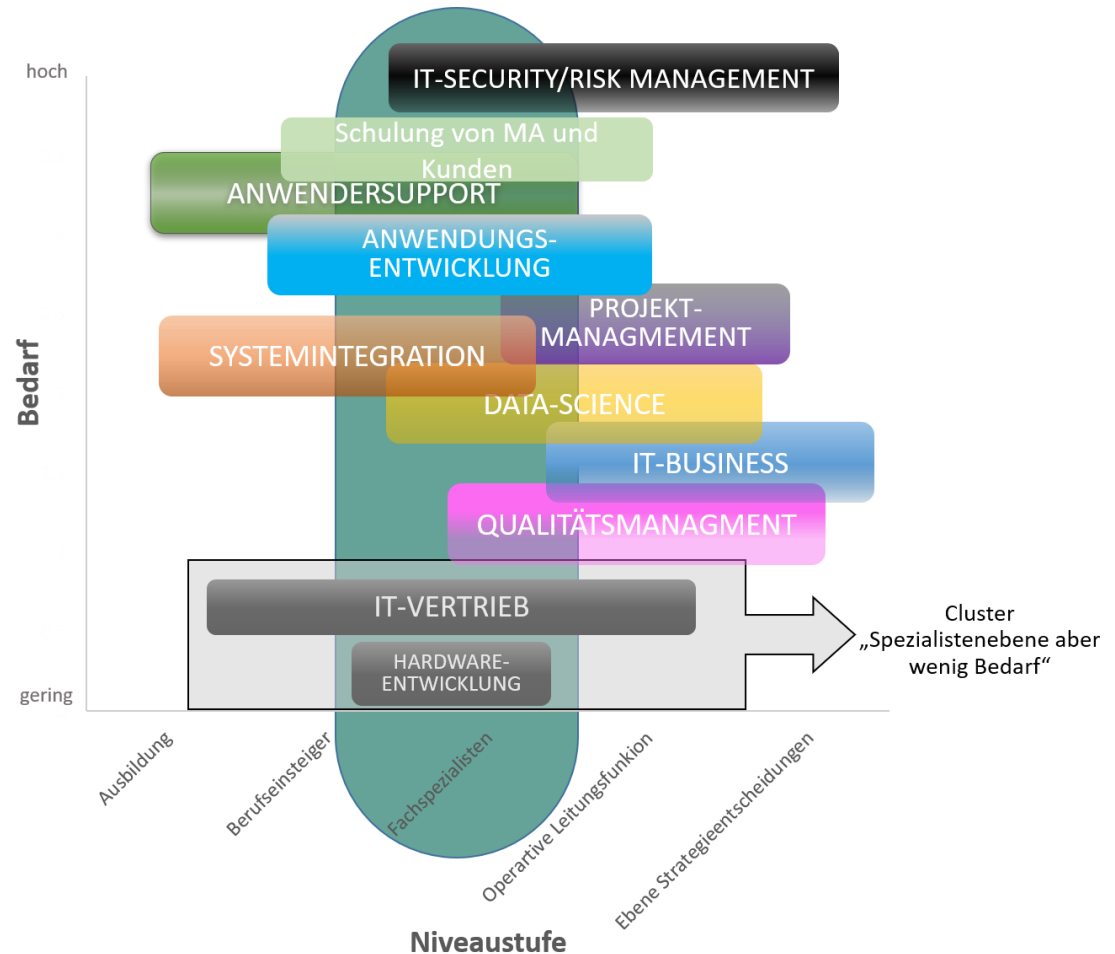 hoch
IT-SECURITY/RISK MANAGEMENT
Schulung von MA und
Kunden
ANWENDERSUPPORT
ANWENDUNGS-
ENTWICKLUNG
PROJEKT-
MANAGMEMENT
SYSTEMINTEGRATION
Bedarf
DATA-SCIENCE
IT-BUSINESS
QUALITÄTSMANAGMENT
IT-VERTRIEB
Cluster
„Spezialistenebene aber
wenig Bedarf“
HARDWARE-
ENTWICKLUNG
gering
Ausbildung
Berufseinsteiger
Fachspezialisten
Operartive Leitungsfunkion
Ebene Strategieentscheidungen
Niveaustufe